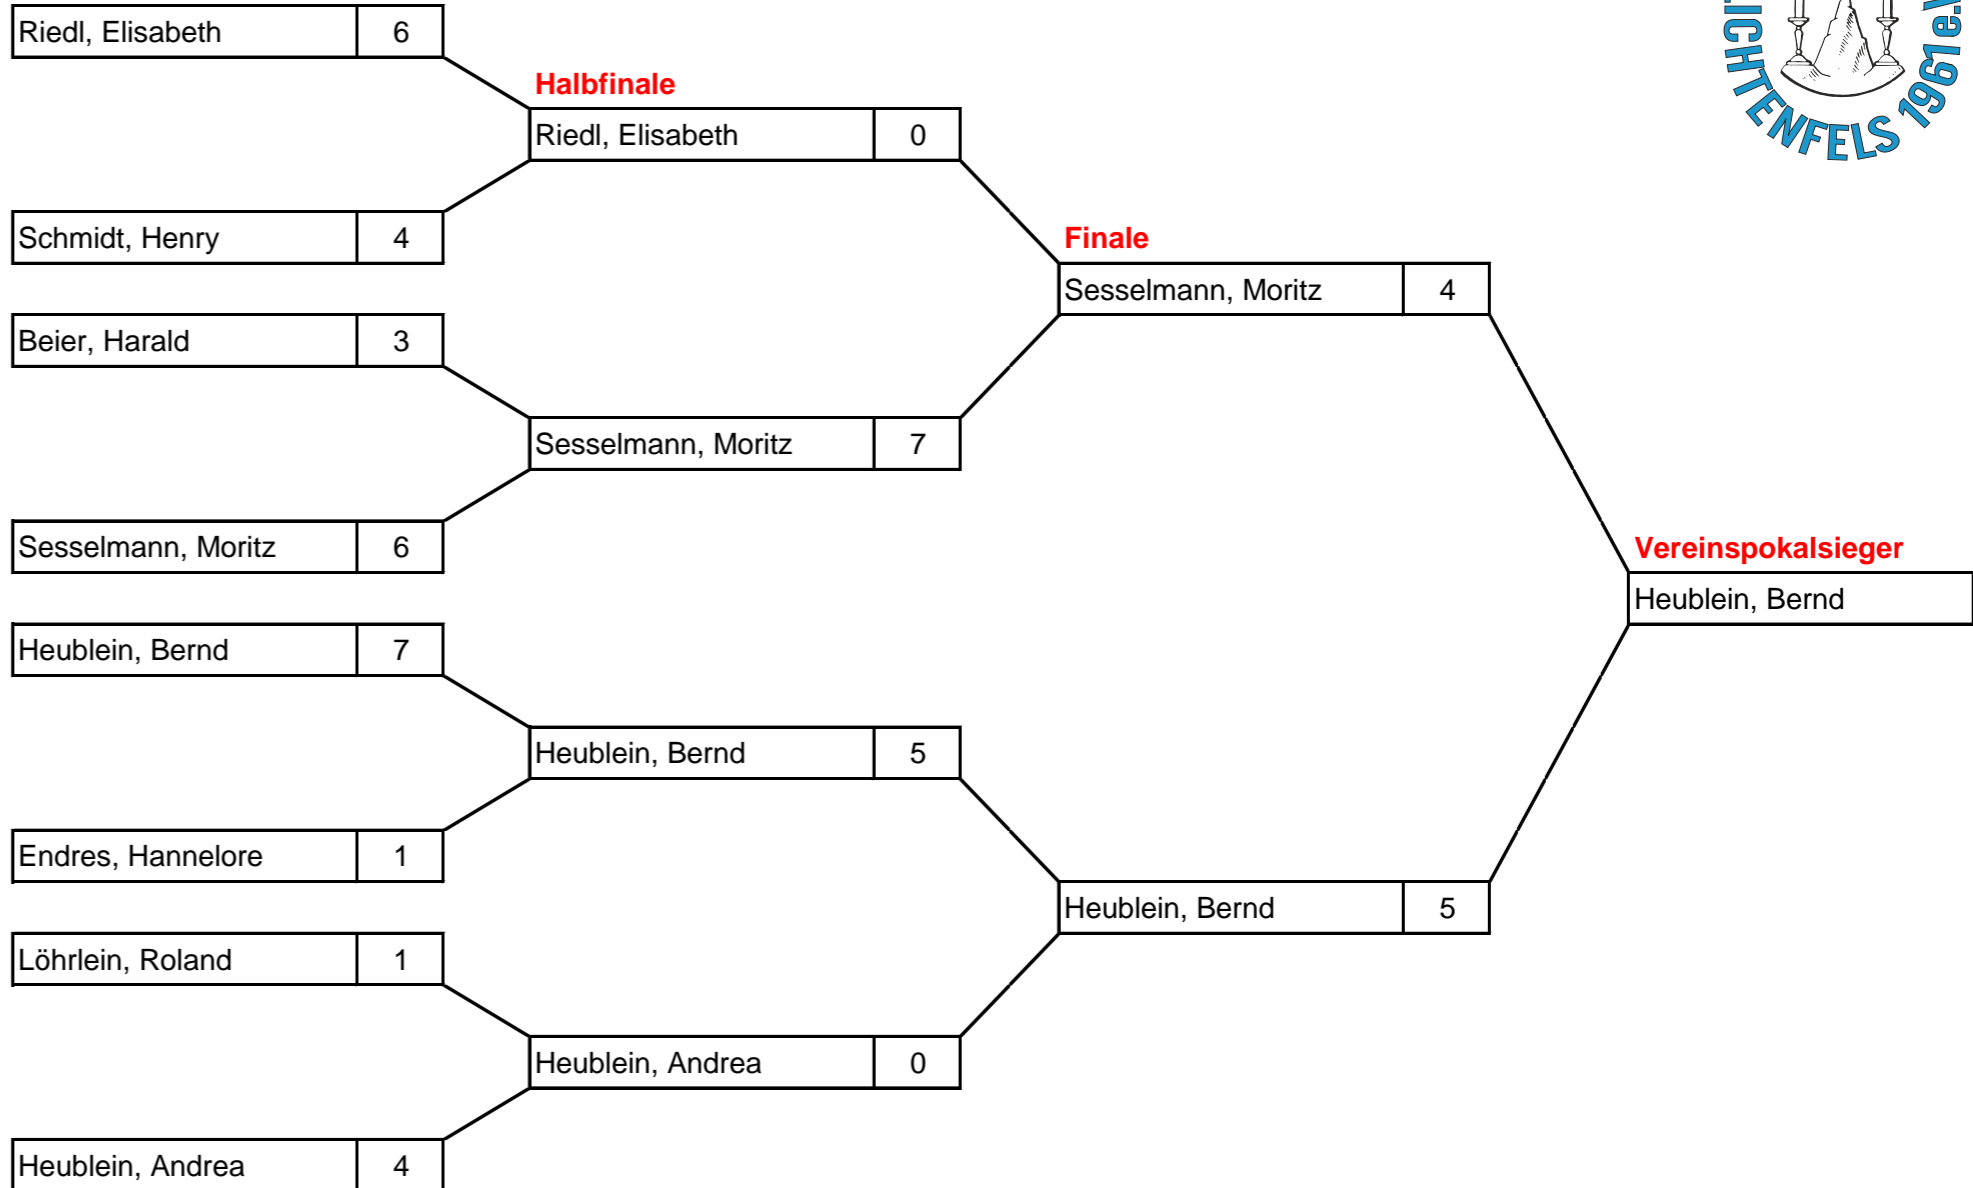 Riedl, Elisabeth 6
Halbfinale
Riedl, Elisabeth 0
Schmidt, Henry 4
Finale
Sesselmann, Moritz 4
Beier, Harald 3
Sesselmann, Moritz 7
Sesselmann, Moritz 6
Vereinspokalsieger
Heublein, Bernd
Heublein, Bernd 7
Heublein, Bernd 5
Endres, Hannelore 1
Heublein, Bernd 5
Löhrlein, Roland 1
Heublein, Andrea 0
Heublein, Andrea 4
LICHTENFELS 1961 e.V